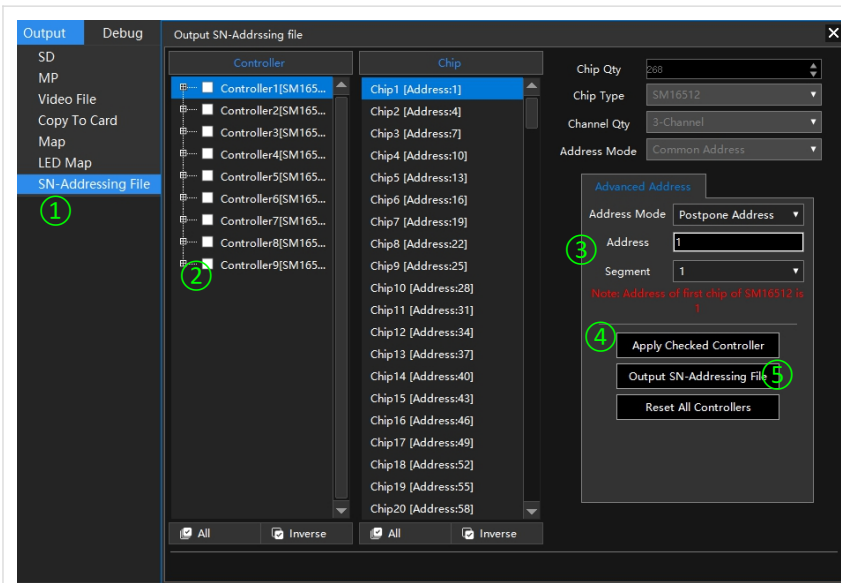 Output Debug Output SN-Addrssing file
SD
MP
Video File
Copy To Card
Map
LED Map
SN-Addressing File
①
Controller
Controller1[SM165...
Controller2[SM165...
Controller3[SM165...
Controller4[SM165...
Controller5[SM165...
Controller6[SM165...
Controller7[SM165...
Controller8[SM165...
Controller9[SM165...
②
All Inverse
Chip
Chip1 [Address:1]
Chip2 [Address:4]
Chip3 [Address:7]
Chip4 [Address:10]
Chip5 [Address:13]
Chip6 [Address:16]
Chip7 [Address:19]
Chip8 [Address:22]
Chip9 [Address:25]
Chip10 [Address:28]
Chip11 [Address:31]
Chip12 [Address:34]
Chip13 [Address:37]
Chip14 [Address:40]
Chip15 [Address:43]
Chip16 [Address:46]
Chip17 [Address:49]
Chip18 [Address:52]
Chip19 [Address:55]
Chip20 [Address:58]
All Inverse
Chip Qty 268
Chip Type SM16512
Channel Qty 3-Channel
Address Mode Common Address
Advanced Address
Address Mode Postpone Address
③ Address 1
Segment 1
Note: Address of first chip of SM16512 is
1
④ Apply Checked Controller
Output SN-Addressing File ⑤
Reset All Controllers